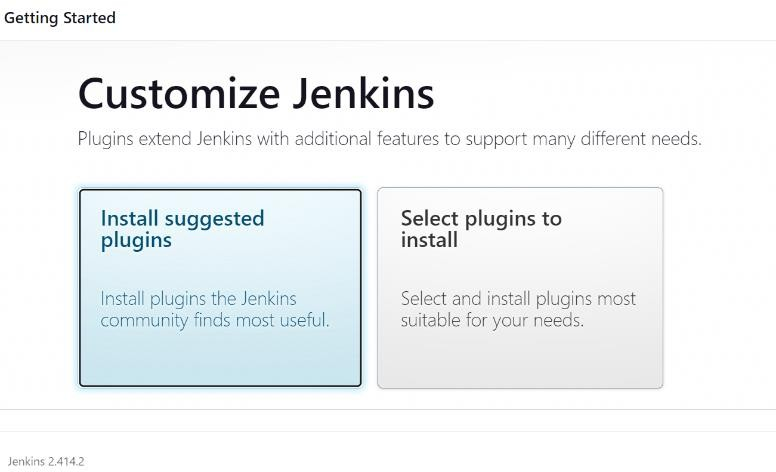 Getting Started
Customize Jenkins
Plugins extend Jenkins with additional features to support many different needs.
Install suggested
plugins
Install plugins the Jenkins
community finds most useful.
Select plugins to
install
Select and install plugins most
suitable for your needs.
Jenkins 2.414.2